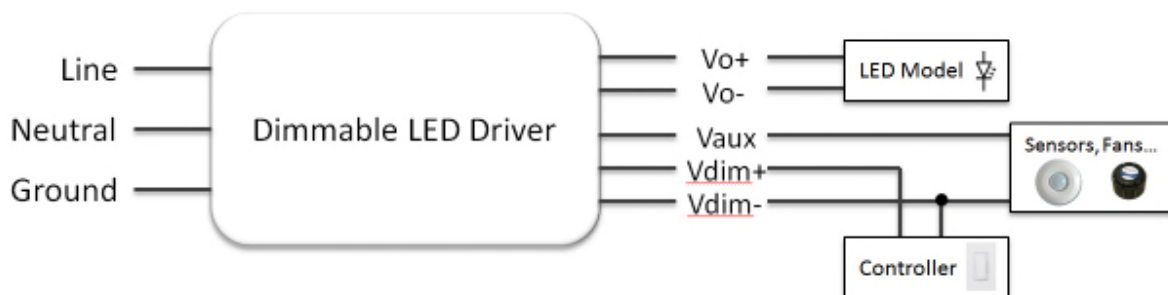 Line
Neutral
Ground
Dimmable LED Driver
Vo+
Vo-
Vaux
Vdim+
Vdim-
LED Model
Sensors, Fans...
Controller